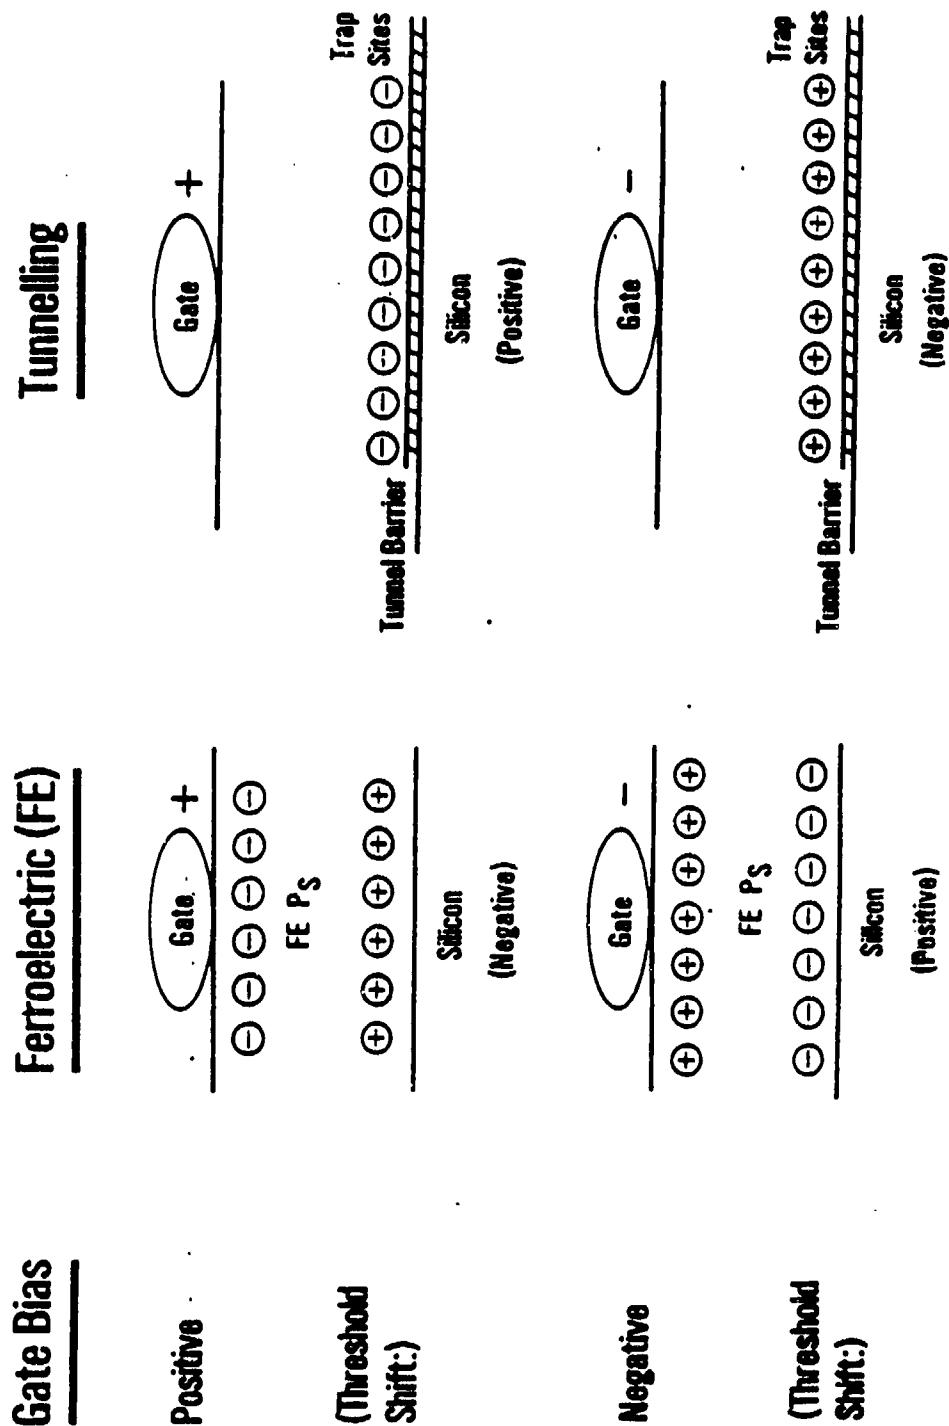 Gate Bias
Ferroelectric (FE)
Tunnelling
Positive
Gate
+
− − − − − −
FE P_S
+ + + + + +
(Threshold
Shift:)
Silicon
(Negative)
Gate
+
Trap
Sites
− − − − − − − − −
Tunnel Barrier
Silicon
(Positive)
Negative
Gate
−
+ + + + + + +
FE P_S
− − − − − − −
(Threshold
Shift:)
Silicon
(Positive)
Gate
−
Trap
Sites
+ + + + + + + + +
Tunnel Barrier
Silicon
(Negative)